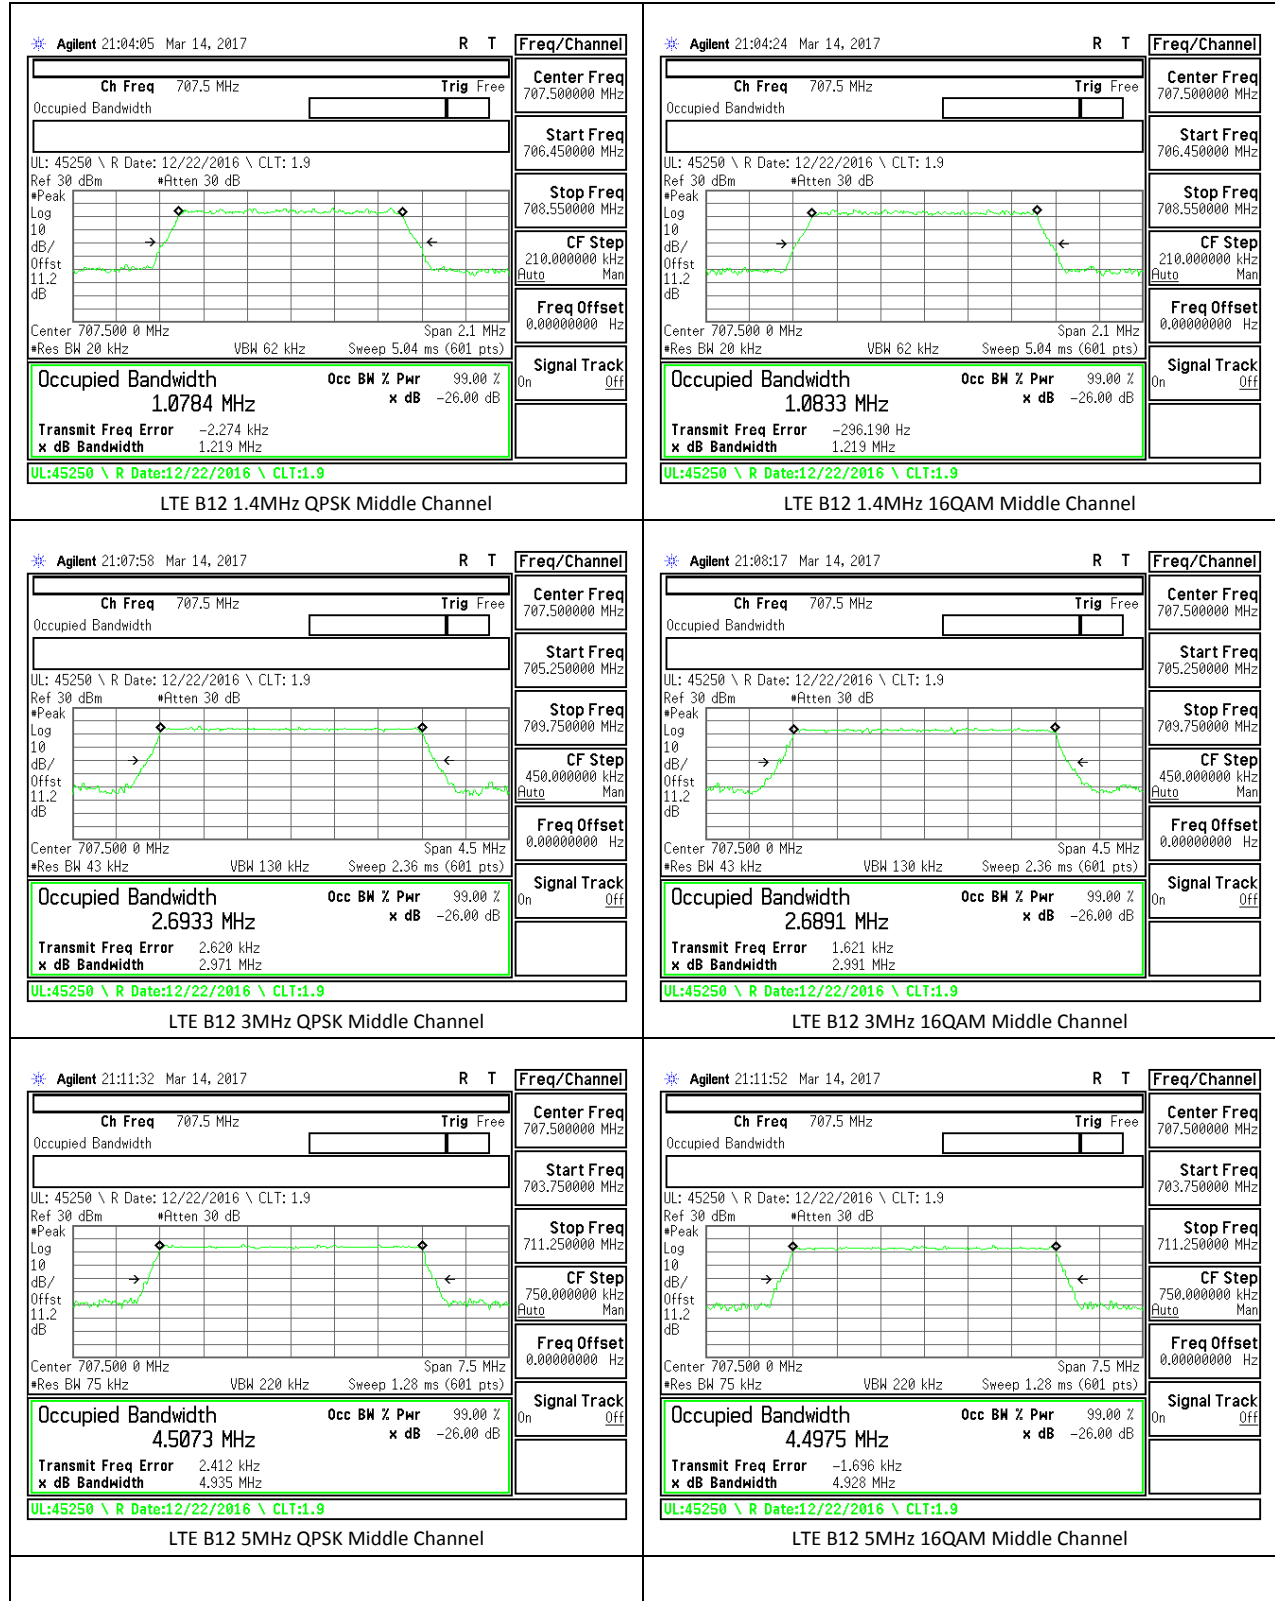 Agilent 21:04:05 Mar 14, 2017 R T Freq/Channel
Ch Freq 707.5 MHz Trig Free
Occupied Bandwidth
Center Freq
707.500000 MHz
Start Freq
706.450000 MHz
UL: 45250 \ R Date: 12/22/2016 \ CLT: 1.9
Ref 30 dBm #Atten 30 dB
#Peak
Log
10
dB/
Offst
11.2
dB
Stop Freq
708.550000 MHz
CF Step
210.000000 kHz
Auto Man
Freq Offset
0.00000000 Hz
Center 707.500 0 MHz Span 2.1 MHz
#Res BW 20 kHz VBW 62 kHz Sweep 5.04 ms (601 pts)
Signal Track
On Off
Occupied Bandwidth Occ BW % Pwr 99.00 %
1.0784 MHz x dB -26.00 dB
Transmit Freq Error -2.274 kHz
x dB Bandwidth 1.219 MHz
UL:45250 \ R Date:12/22/2016 \ CLT:1.9
LTE B12 1.4MHz QPSK Middle Channel
Agilent 21:04:24 Mar 14, 2017 R T Freq/Channel
Ch Freq 707.5 MHz Trig Free
Occupied Bandwidth
Center Freq
707.500000 MHz
Start Freq
706.450000 MHz
UL: 45250 \ R Date: 12/22/2016 \ CLT: 1.9
Ref 30 dBm #Atten 30 dB
#Peak
Log
10
dB/
Offst
11.2
dB
Stop Freq
708.550000 MHz
CF Step
210.000000 kHz
Auto Man
Freq Offset
0.00000000 Hz
Center 707.500 0 MHz Span 2.1 MHz
#Res BW 20 kHz VBW 62 kHz Sweep 5.04 ms (601 pts)
Signal Track
On Off
Occupied Bandwidth Occ BW % Pwr 99.00 %
1.0833 MHz x dB -26.00 dB
Transmit Freq Error -296.190 Hz
x dB Bandwidth 1.219 MHz
UL:45250 \ R Date:12/22/2016 \ CLT:1.9
LTE B12 1.4MHz 16QAM Middle Channel
Agilent 21:07:58 Mar 14, 2017 R T Freq/Channel
Ch Freq 707.5 MHz Trig Free
Occupied Bandwidth
Center Freq
707.500000 MHz
Start Freq
705.250000 MHz
UL: 45250 \ R Date: 12/22/2016 \ CLT: 1.9
Ref 30 dBm #Atten 30 dB
#Peak
Log
10
dB/
Offst
11.2
dB
Stop Freq
709.750000 MHz
CF Step
450.000000 kHz
Auto Man
Freq Offset
0.00000000 Hz
Center 707.500 0 MHz Span 4.5 MHz
#Res BW 43 kHz VBW 130 kHz Sweep 2.36 ms (601 pts)
Signal Track
On Off
Occupied Bandwidth Occ BW % Pwr 99.00 %
2.6933 MHz x dB -26.00 dB
Transmit Freq Error 2.620 kHz
x dB Bandwidth 2.971 MHz
UL:45250 \ R Date:12/22/2016 \ CLT:1.9
LTE B12 3MHz QPSK Middle Channel
Agilent 21:08:17 Mar 14, 2017 R T Freq/Channel
Ch Freq 707.5 MHz Trig Free
Occupied Bandwidth
Center Freq
707.500000 MHz
Start Freq
705.250000 MHz
UL: 45250 \ R Date: 12/22/2016 \ CLT: 1.9
Ref 30 dBm #Atten 30 dB
#Peak
Log
10
dB/
Offst
11.2
dB
Stop Freq
709.750000 MHz
CF Step
450.000000 kHz
Auto Man
Freq Offset
0.00000000 Hz
Center 707.500 0 MHz Span 4.5 MHz
#Res BW 43 kHz VBW 130 kHz Sweep 2.36 ms (601 pts)
Signal Track
On Off
Occupied Bandwidth Occ BW % Pwr 99.00 %
2.6891 MHz x dB -26.00 dB
Transmit Freq Error 1.621 kHz
x dB Bandwidth 2.991 MHz
UL:45250 \ R Date:12/22/2016 \ CLT:1.9
LTE B12 3MHz 16QAM Middle Channel
Agilent 21:11:32 Mar 14, 2017 R T Freq/Channel
Ch Freq 707.5 MHz Trig Free
Occupied Bandwidth
Center Freq
707.500000 MHz
Start Freq
703.750000 MHz
UL: 45250 \ R Date: 12/22/2016 \ CLT: 1.9
Ref 30 dBm #Atten 30 dB
#Peak
Log
10
dB/
Offst
11.2
dB
Stop Freq
711.250000 MHz
CF Step
750.000000 kHz
Auto Man
Freq Offset
0.00000000 Hz
Center 707.500 0 MHz Span 7.5 MHz
#Res BW 75 kHz VBW 220 kHz Sweep 1.28 ms (601 pts)
Signal Track
On Off
Occupied Bandwidth Occ BW % Pwr 99.00 %
4.5073 MHz x dB -26.00 dB
Transmit Freq Error 2.412 kHz
x dB Bandwidth 4.935 MHz
UL:45250 \ R Date:12/22/2016 \ CLT:1.9
LTE B12 5MHz QPSK Middle Channel
Agilent 21:11:52 Mar 14, 2017 R T Freq/Channel
Ch Freq 707.5 MHz Trig Free
Occupied Bandwidth
Center Freq
707.500000 MHz
Start Freq
703.750000 MHz
UL: 45250 \ R Date: 12/22/2016 \ CLT: 1.9
Ref 30 dBm #Atten 30 dB
#Peak
Log
10
dB/
Offst
11.2
dB
Stop Freq
711.250000 MHz
CF Step
750.000000 kHz
Auto Man
Freq Offset
0.00000000 Hz
Center 707.500 0 MHz Span 7.5 MHz
#Res BW 75 kHz VBW 220 kHz Sweep 1.28 ms (601 pts)
Signal Track
On Off
Occupied Bandwidth Occ BW % Pwr 99.00 %
4.4975 MHz x dB -26.00 dB
Transmit Freq Error -1.696 kHz
x dB Bandwidth 4.928 MHz
UL:45250 \ R Date:12/22/2016 \ CLT:1.9
LTE B12 5MHz 16QAM Middle Channel